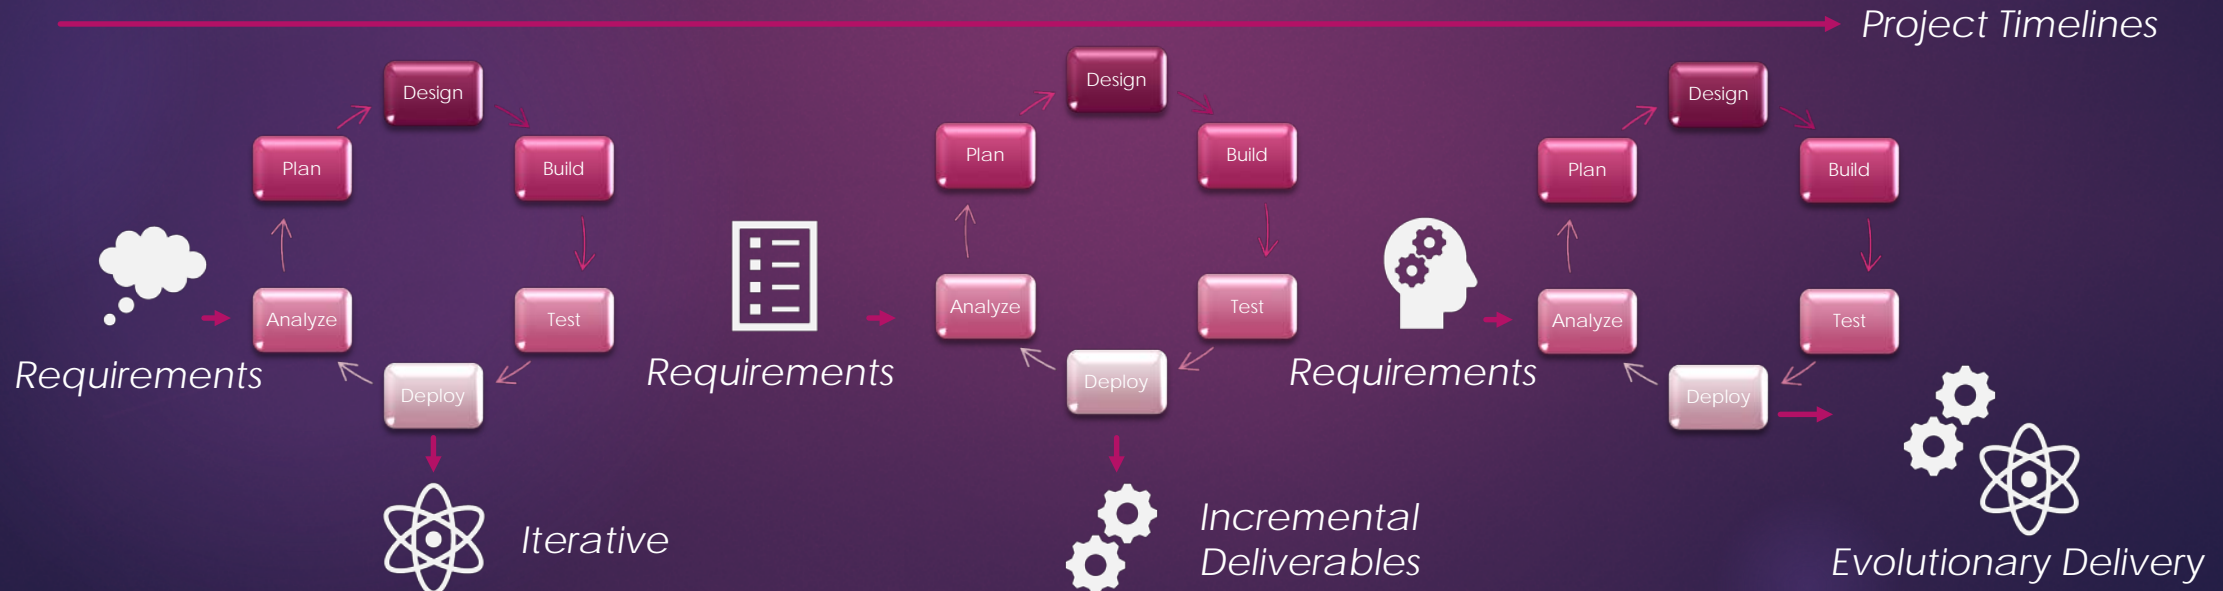 Project Timelines
Design
Plan
Build
Analyze
Test
Deploy
Requirements
Iterative
Design
Plan
Build
Analyze
Test
Deploy
Requirements
Incremental
Deliverables
Design
Plan
Build
Analyze
Test
Deploy
Requirements
Evolutionary Delivery